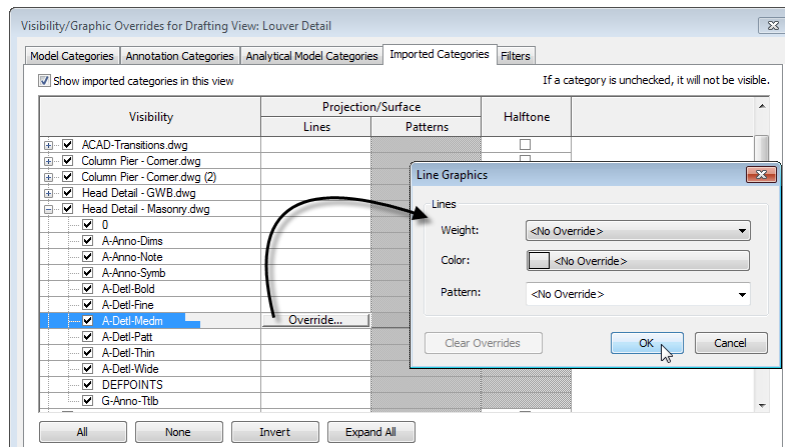 Visibility/Graphic Overrides for Drafting View: Louver Detail
Model Categories Annotation Categories Analytical Model Categories Imported Categories Filters
Show imported categories in this view If a category is unchecked, it will not be visible.
Visibility Projection/Surface Halftone
Lines Patterns
ACAD-Transitions.dwg
Column Pier - Corner.dwg
Column Pier - Corner.dwg (2)
Head Detail - GWB.dwg
Head Detail - Masonry.dwg
0
A-Anno-Dims
A-Anno-Note
A-Anno-Symb
A-Detl-Bold
A-Detl-Fine
A-Detl-Medm Override...
A-Detl-Patt
A-Detl-Thin
A-Detl-Wide
DEFPOINTS
G-Anno-Ttlb
Line Graphics
Lines
Weight: <No Override>
Color: <No Override>
Pattern: <No Override>
Clear Overrides OK Cancel
All None Invert Expand All